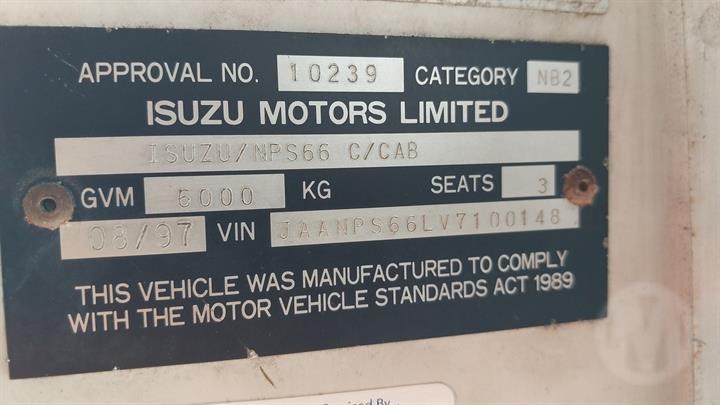 APPROVAL NO. 10239 CATEGORY NB2
ISUZU MOTORS LIMITED
ISUZU/NPS66 C/CAB
GVM 6000 KG SEATS 3
08/97 VIN JAANPS66LV7100148
THIS VEHICLE WAS MANUFACTURED TO COMPLY
WITH THE MOTOR VEHICLE STANDARDS ACT 1989
By